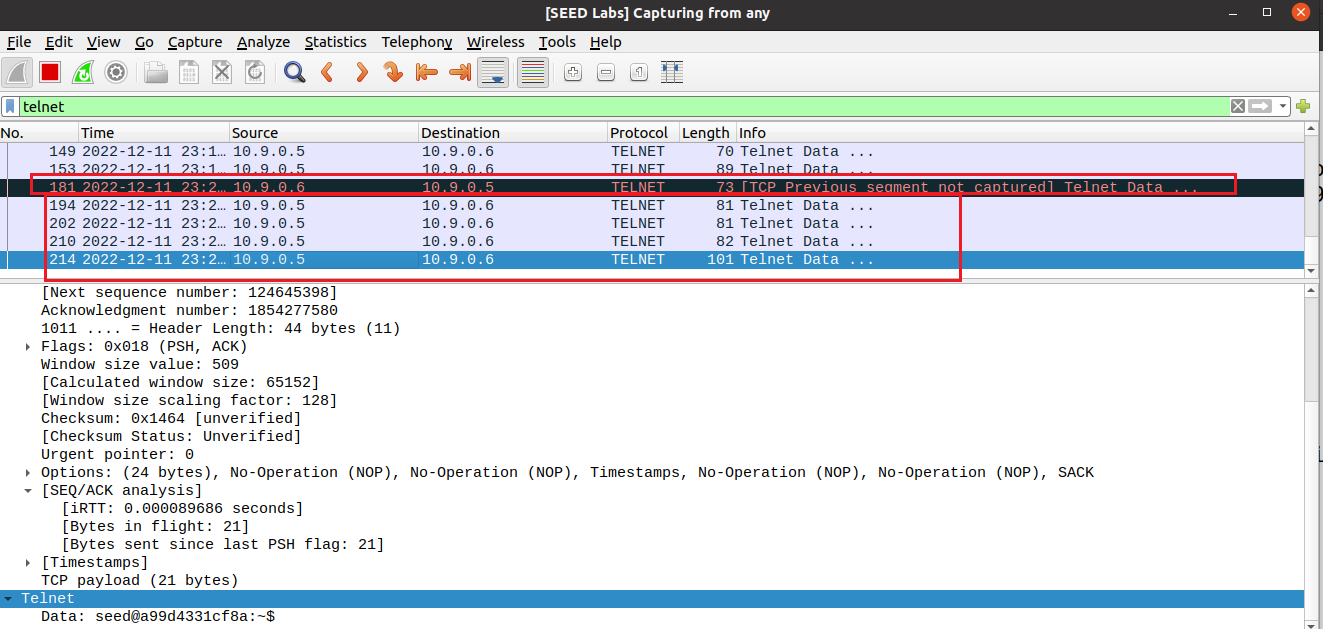 [SEED Labs] Capturing from any
File Edit View Go Capture Analyze Statistics Telephony Wireless Tools Help
telnet
No. Time Source Destination Protocol Length Info
149 2022-12-11 23:1… 10.9.0.5 10.9.0.6 TELNET 70 Telnet Data ...
153 2022-12-11 23:1… 10.9.0.5 10.9.0.6 TELNET 89 Telnet Data ...
181 2022-12-11 23:2… 10.9.0.6 10.9.0.5 TELNET 73 [TCP Previous segment not captured] Telnet Data ...
194 2022-12-11 23:2… 10.9.0.5 10.9.0.6 TELNET 81 Telnet Data ...
202 2022-12-11 23:2… 10.9.0.5 10.9.0.6 TELNET 81 Telnet Data ...
210 2022-12-11 23:2… 10.9.0.5 10.9.0.6 TELNET 82 Telnet Data ...
214 2022-12-11 23:2… 10.9.0.5 10.9.0.6 TELNET 101 Telnet Data ...
[Next sequence number: 124645398]
Acknowledgment number: 1854277580
1011 .... = Header Length: 44 bytes (11)
Flags: 0x018 (PSH, ACK)
Window size value: 509
[Calculated window size: 65152]
[Window size scaling factor: 128]
Checksum: 0x1464 [unverified]
[Checksum Status: Unverified]
Urgent pointer: 0
Options: (24 bytes), No-Operation (NOP), No-Operation (NOP), Timestamps, No-Operation (NOP), No-Operation (NOP), SACK
[SEQ/ACK analysis]
[iRTT: 0.000089686 seconds]
[Bytes in flight: 21]
[Bytes sent since last PSH flag: 21]
[Timestamps]
TCP payload (21 bytes)
Telnet
Data: seed@a99d4331cf8a:~$